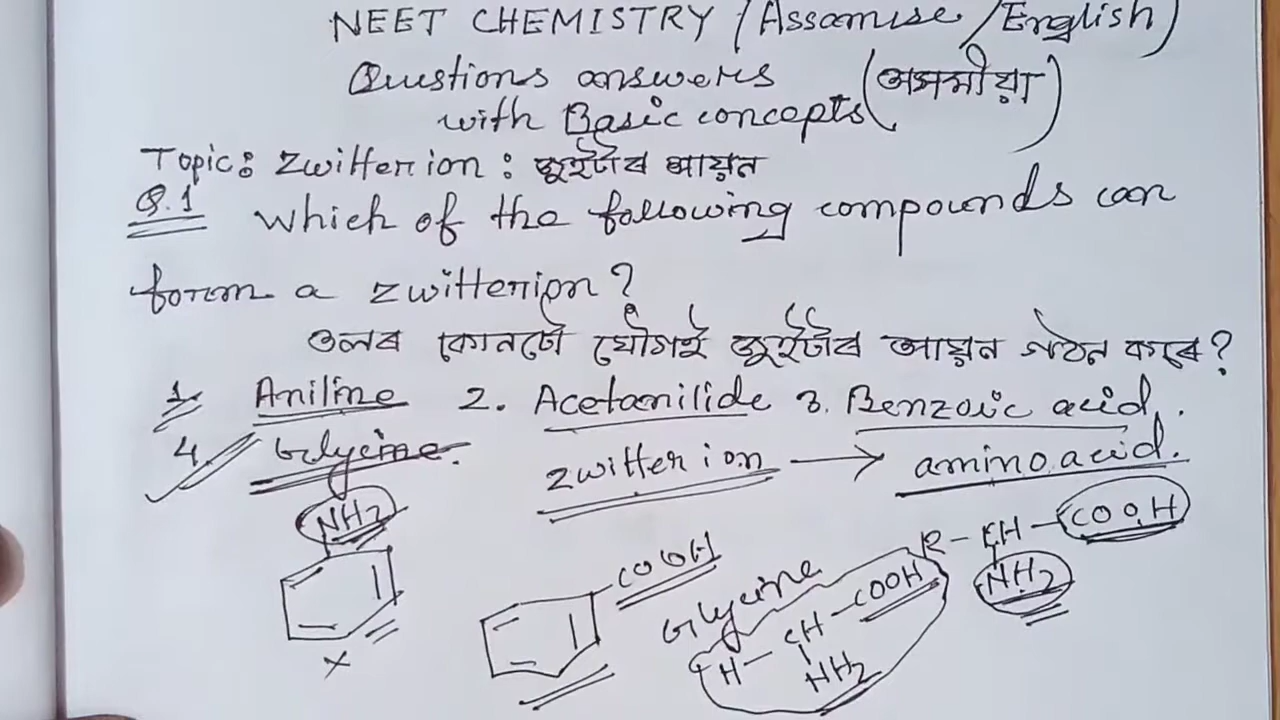 NEET CHEMISTRY (Assamese/English)
Questions answers (অসমীয়া)
with Basic concepts
Topic: Zwitterion: জুইটাৰ আয়ন
Q.1 Which of the following compounds can
form a zwitterion?
তলৰ কোনটো যৌগই জুইটাৰ আয়ন গঠন কৰে?
1. Aniline 2. Acetanilide 3. Benzoic acid.
4. Glycine.
zwitterion → amino acid.
NH2
R-CH-COOH
NH2
COOH
Glycine
H-CH-COOH
NH2
×